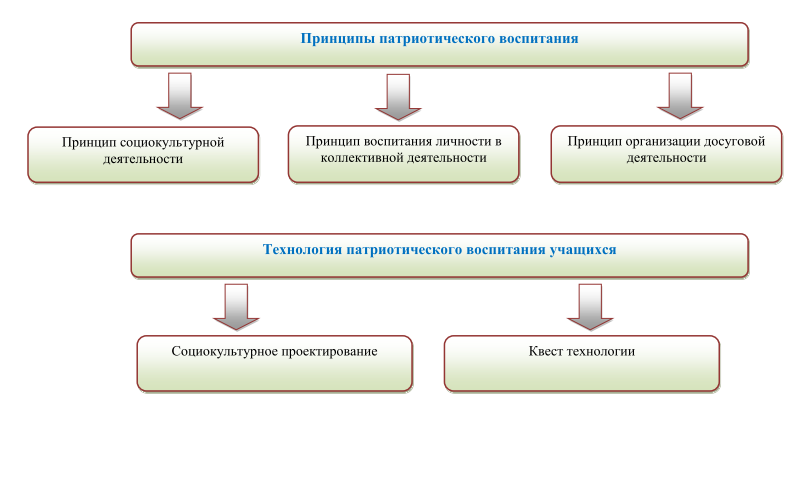 Принципы патриотического воспитания
Принцип социокультурной
деятельности
Принцип воспитания личности в
коллективной деятельности
Принцип организации досуговой
деятельности
Технология патриотического воспитания учащихся
Социокультурное проектирование
Квест технологии